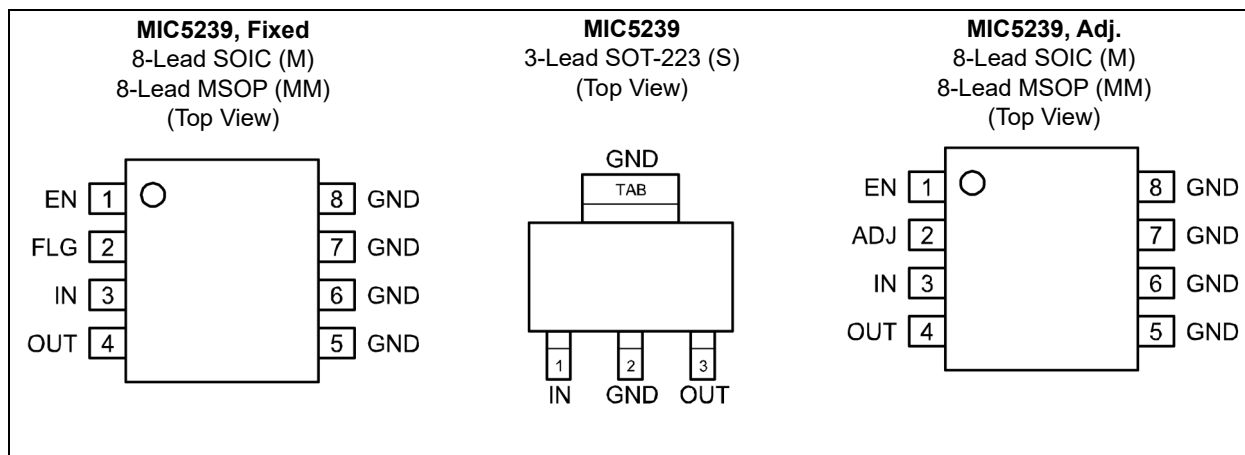 MIC5239, Fixed
8-Lead SOIC (M)
8-Lead MSOP (MM)
(Top View)
EN 1 8 GND
FLG 2 7 GND
IN 3 6 GND
OUT 4 5 GND
MIC5239
3-Lead SOT-223 (S)
(Top View)
GND
TAB
1 2 3
IN GND OUT
MIC5239, Adj.
8-Lead SOIC (M)
8-Lead MSOP (MM)
(Top View)
EN 1 8 GND
ADJ 2 7 GND
IN 3 6 GND
OUT 4 5 GND